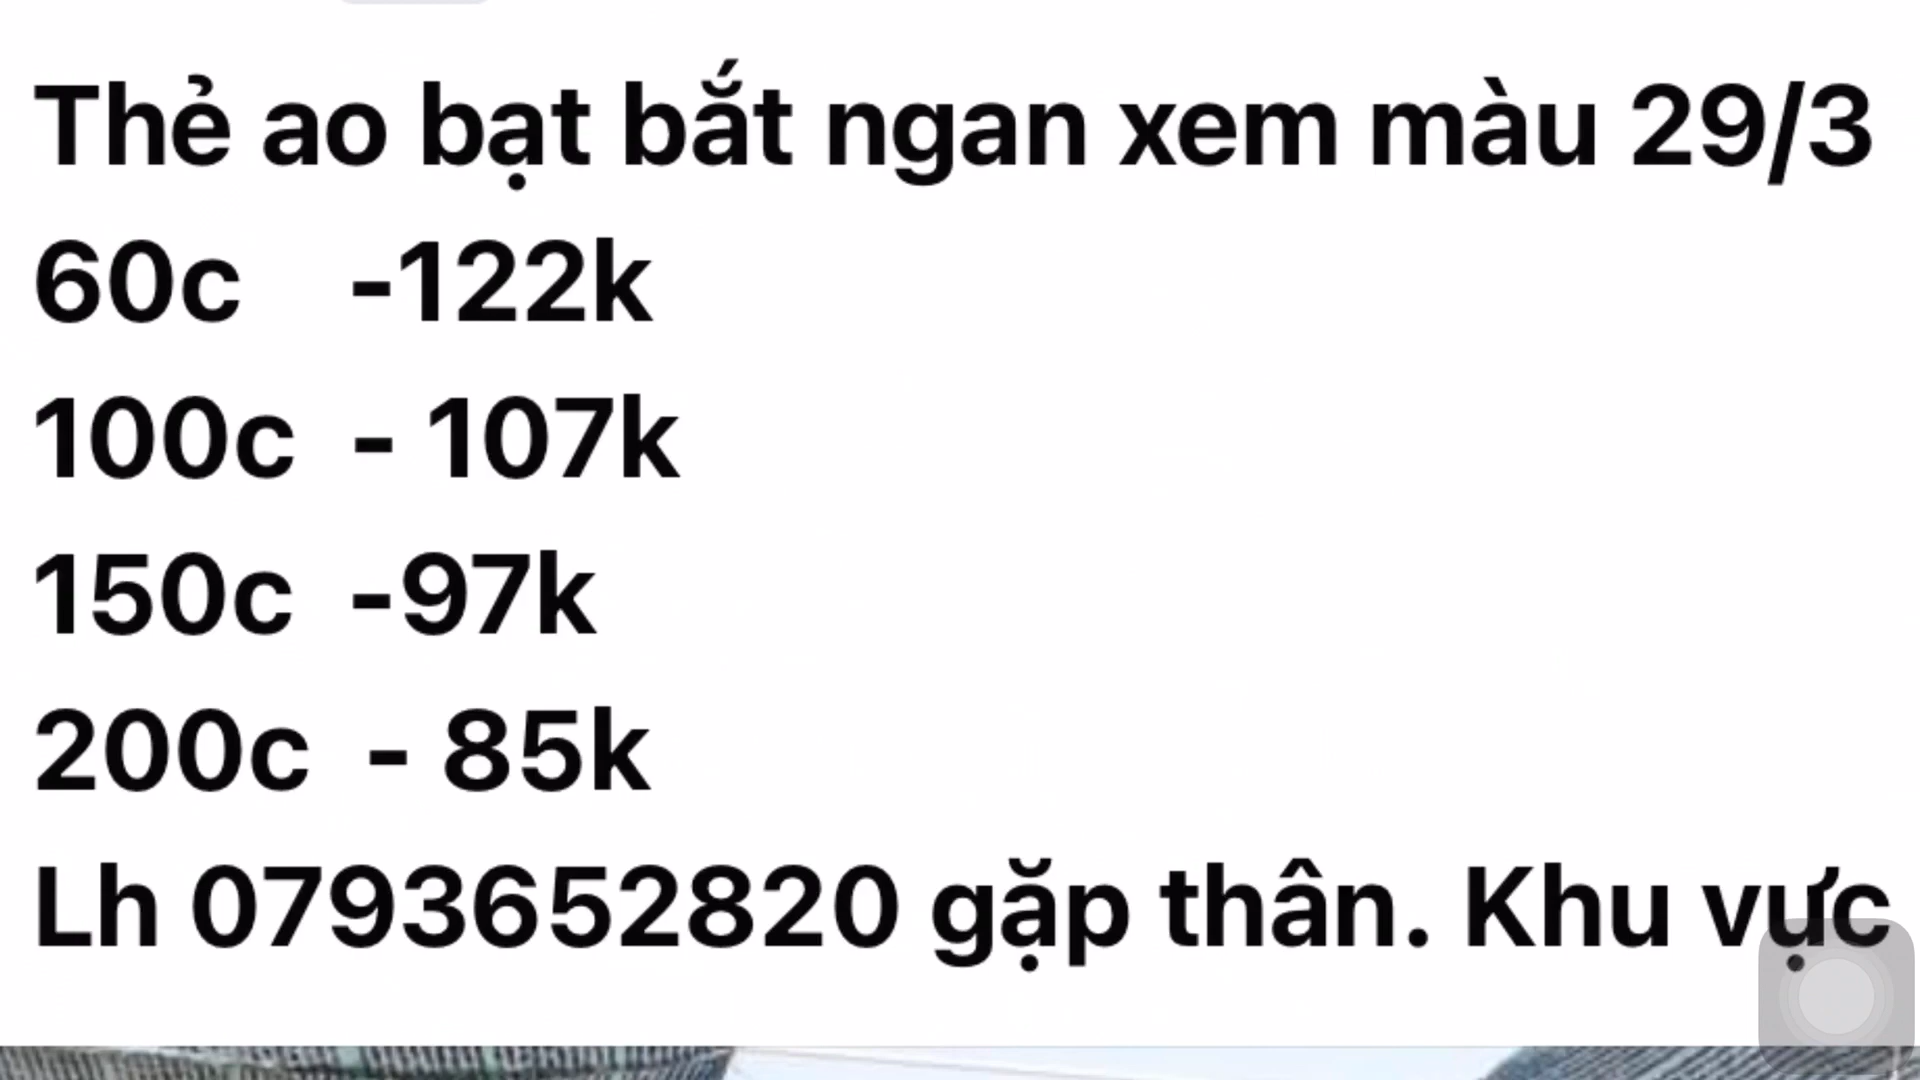 Thẻ ao bạt bắt ngan xem màu 29/3
60c -122k
100c - 107k
150c -97k
200c - 85k
Lh 0793652820 gặp thân. Khu vực